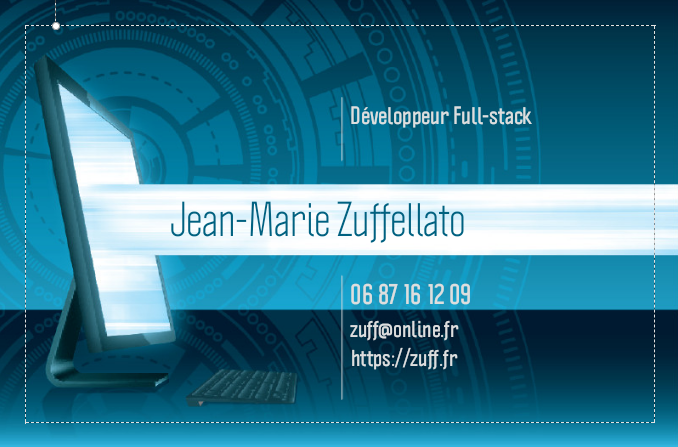 Développeur Full-stack
Jean-Marie Zuffellato
06 87 16 12 09
zuff@online.fr
https://zuff.fr